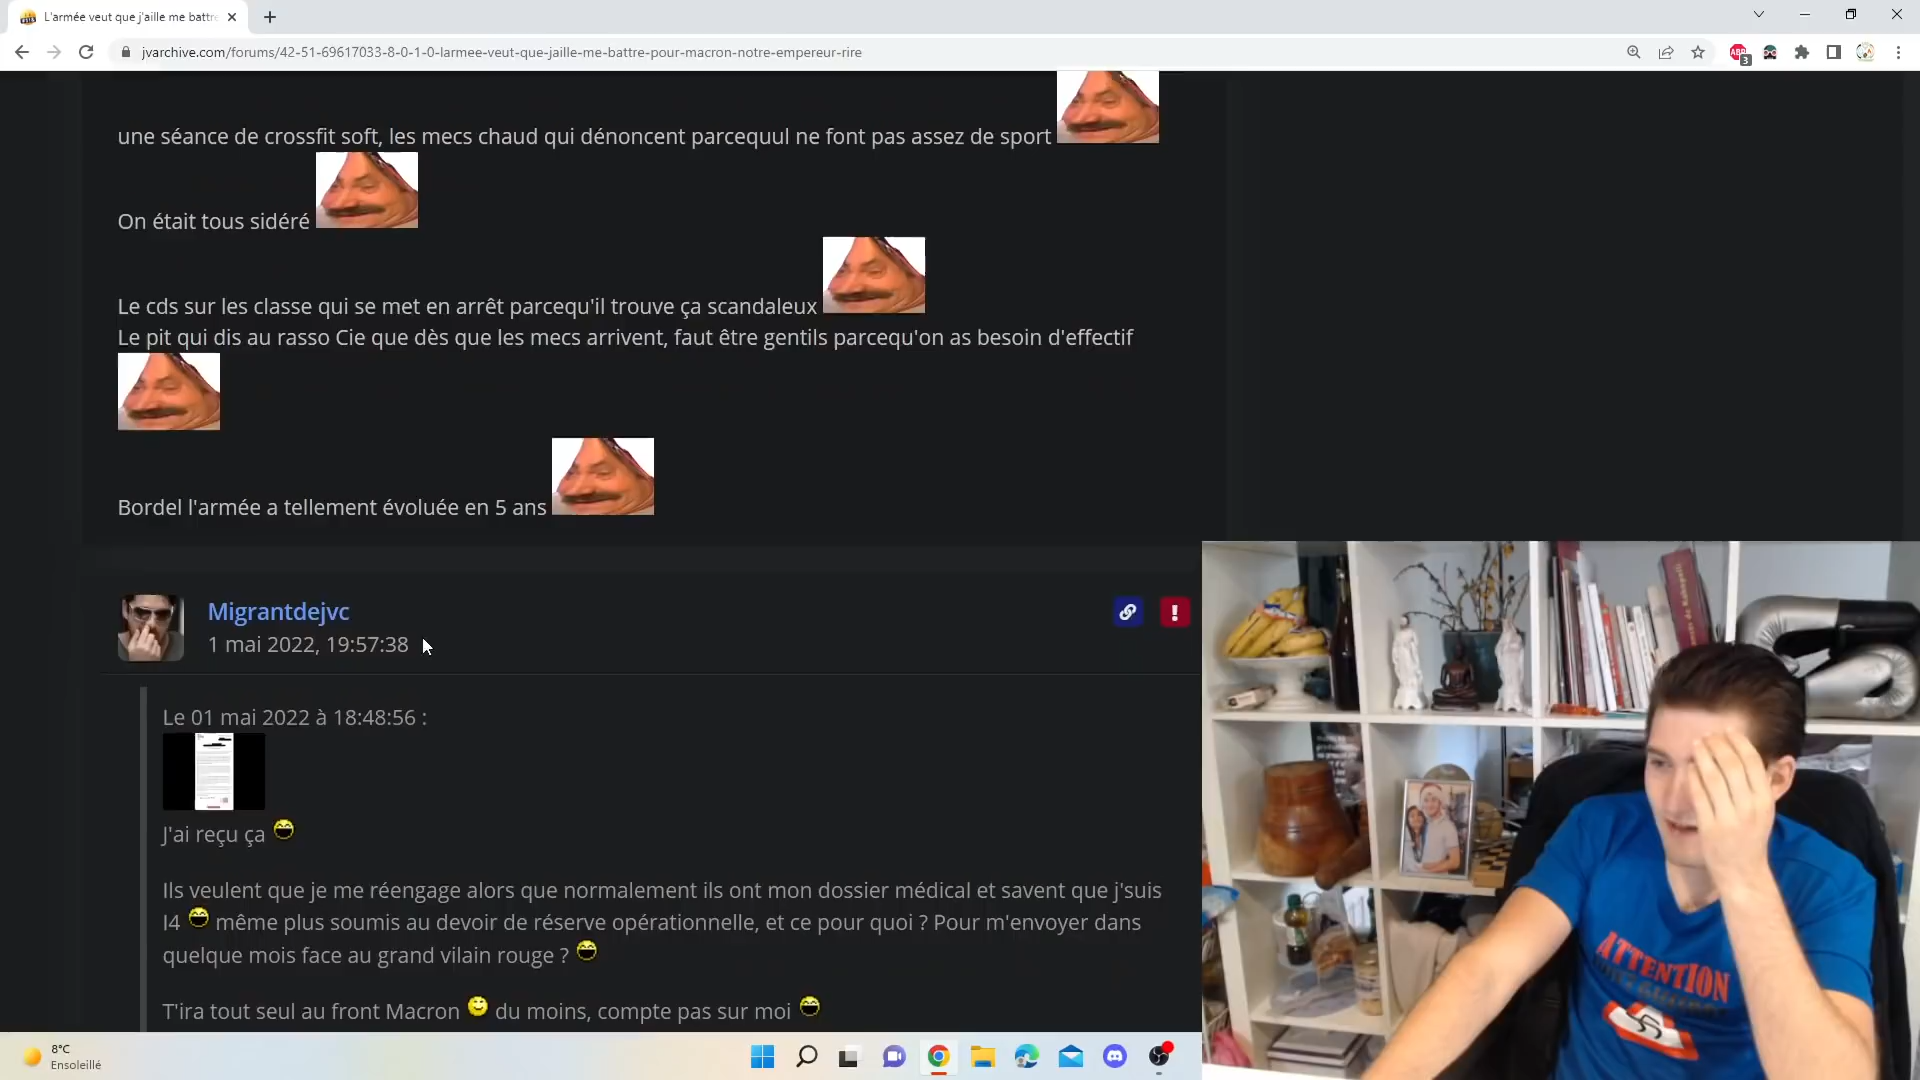 L'armée veut que j'aille me battre
jvarchive.com/forums/42-51-69617033-8-0-1-0-larmee-veut-que-jaille-me-battre-pour-macron-notre-empereur-rire
ABP
3
une séance de crossfit soft, les mecs chaud qui dénoncent parcequul ne font pas assez de sport
On était tous sidéré
Le cds sur les classe qui se met en arrêt parcequ'il trouve ça scandaleux
Le pit qui dis au rasso Cie que dès que les mecs arrivent, faut être gentils parcequ'on as besoin d'effectif
Bordel l'armée a tellement évoluée en 5 ans
Migrantdejvc
1 mai 2022, 19:57:38
Le 01 mai 2022 à 18:48:56 :
J'ai reçu ça
Ils veulent que je me réengage alors que normalement ils ont mon dossier médical et savent que j'suis
I4 même plus soumis au devoir de réserve opérationnelle, et ce pour quoi ? Pour m'envoyer dans
quelque mois face au grand vilain rouge ?
T'ira tout seul au front Macron du moins, compte pas sur moi
ATTENTION
8°C
Ensoleillé